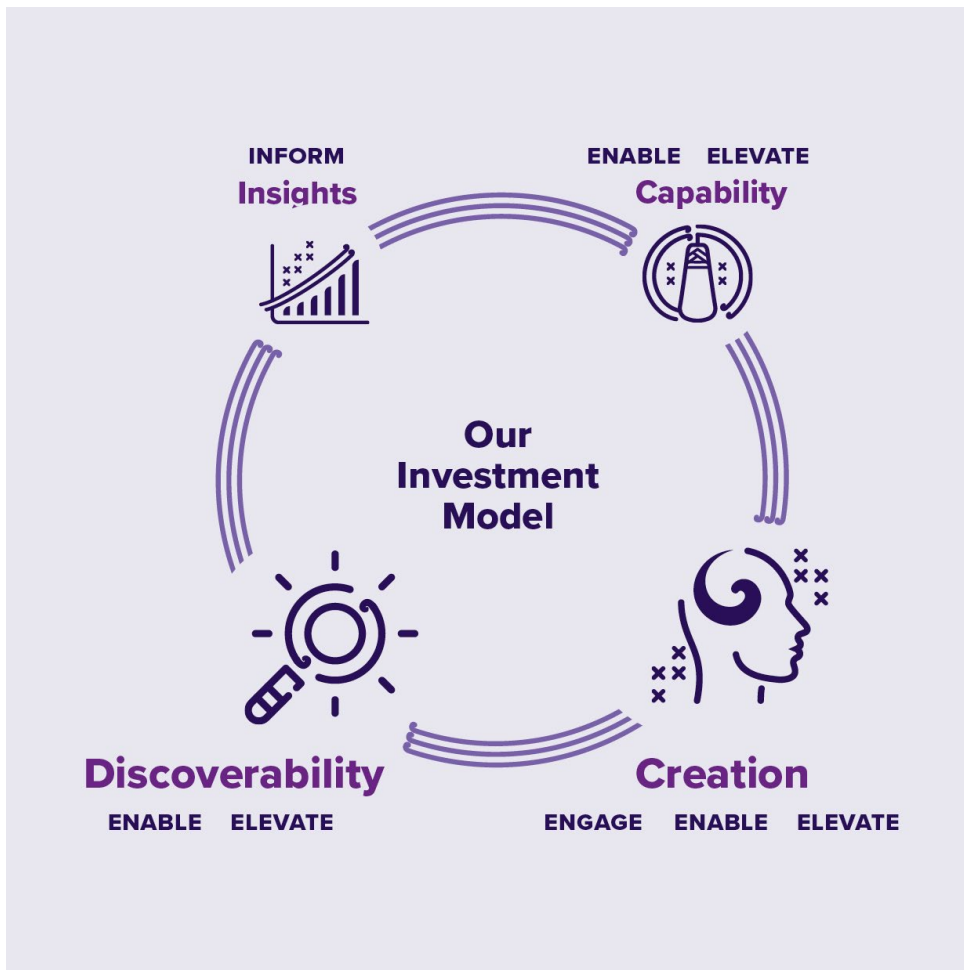 INFORM
Insights
ENABLE ELEVATE
Capability
Our
Investment
Model
Discoverability
ENABLE ELEVATE
Creation
ENGAGE ENABLE ELEVATE